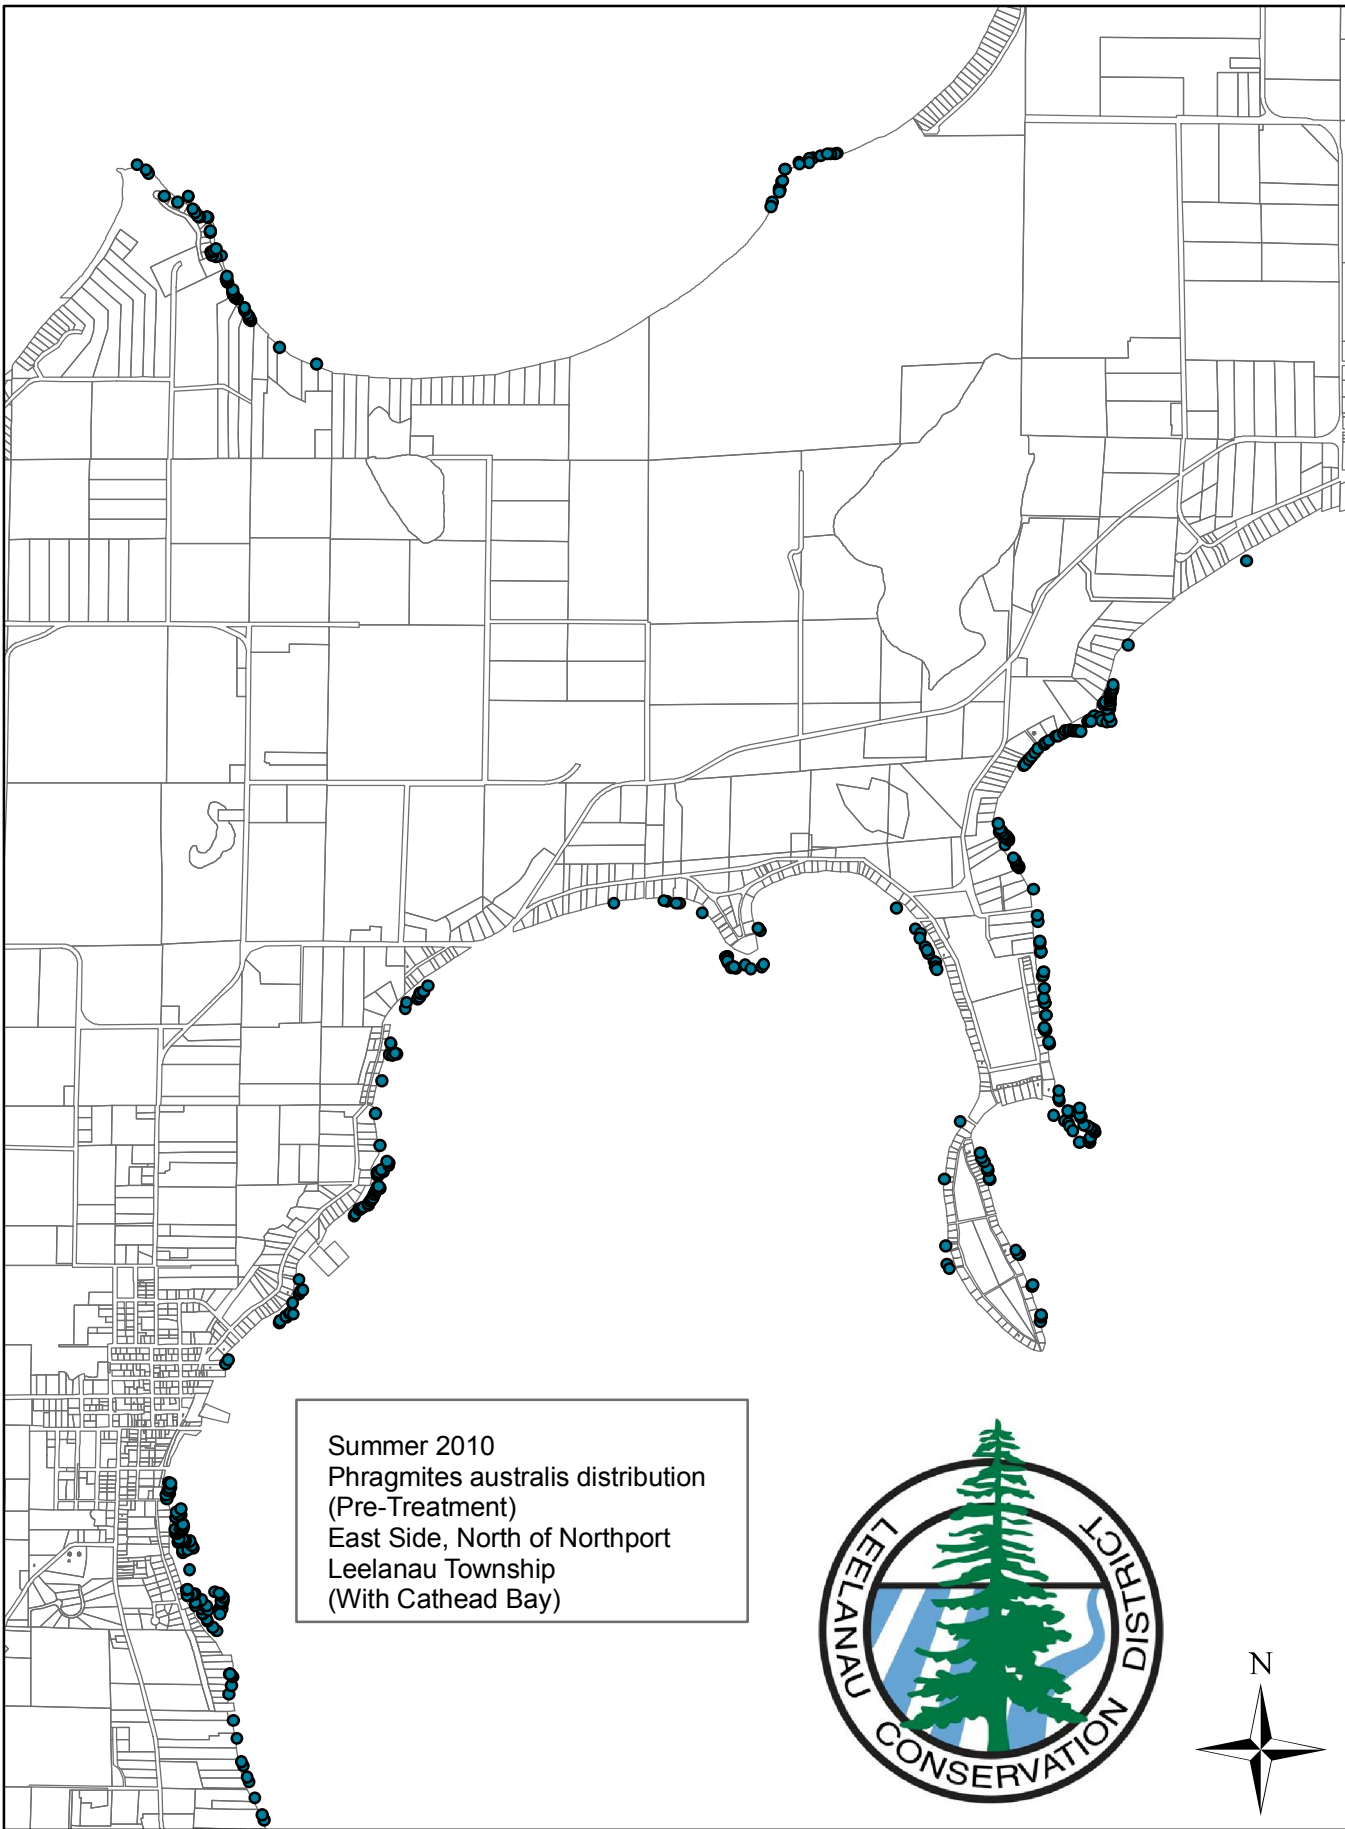 Summer 2010
Phragmites australis distribution
(Pre-Treatment)
East Side, North of Northport
Leelanau Township
(With Cathead Bay)
LEELANAU CONSERVATION DISTRICT
N